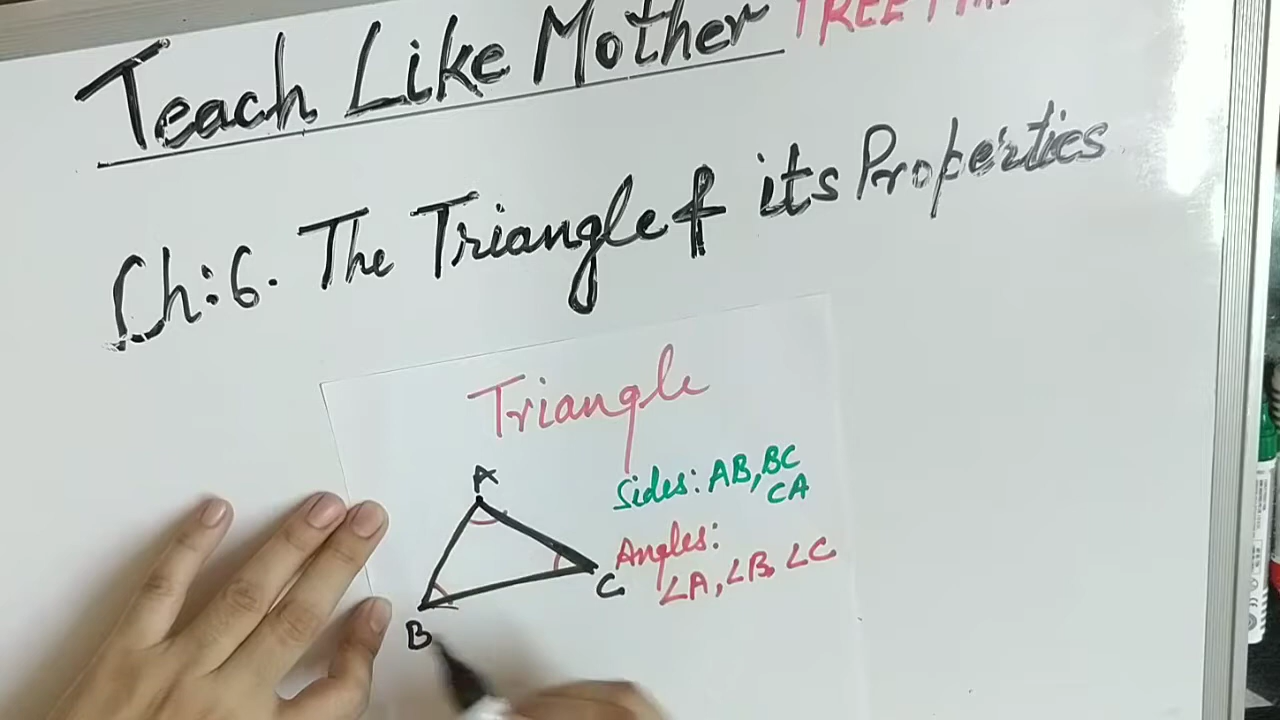 Teach Like Mother
Ch:6. The Triangle & its Properties
Triangle
A
Sides: AB, BC
CA
Angles:
∠A, ∠B, ∠C
C
B